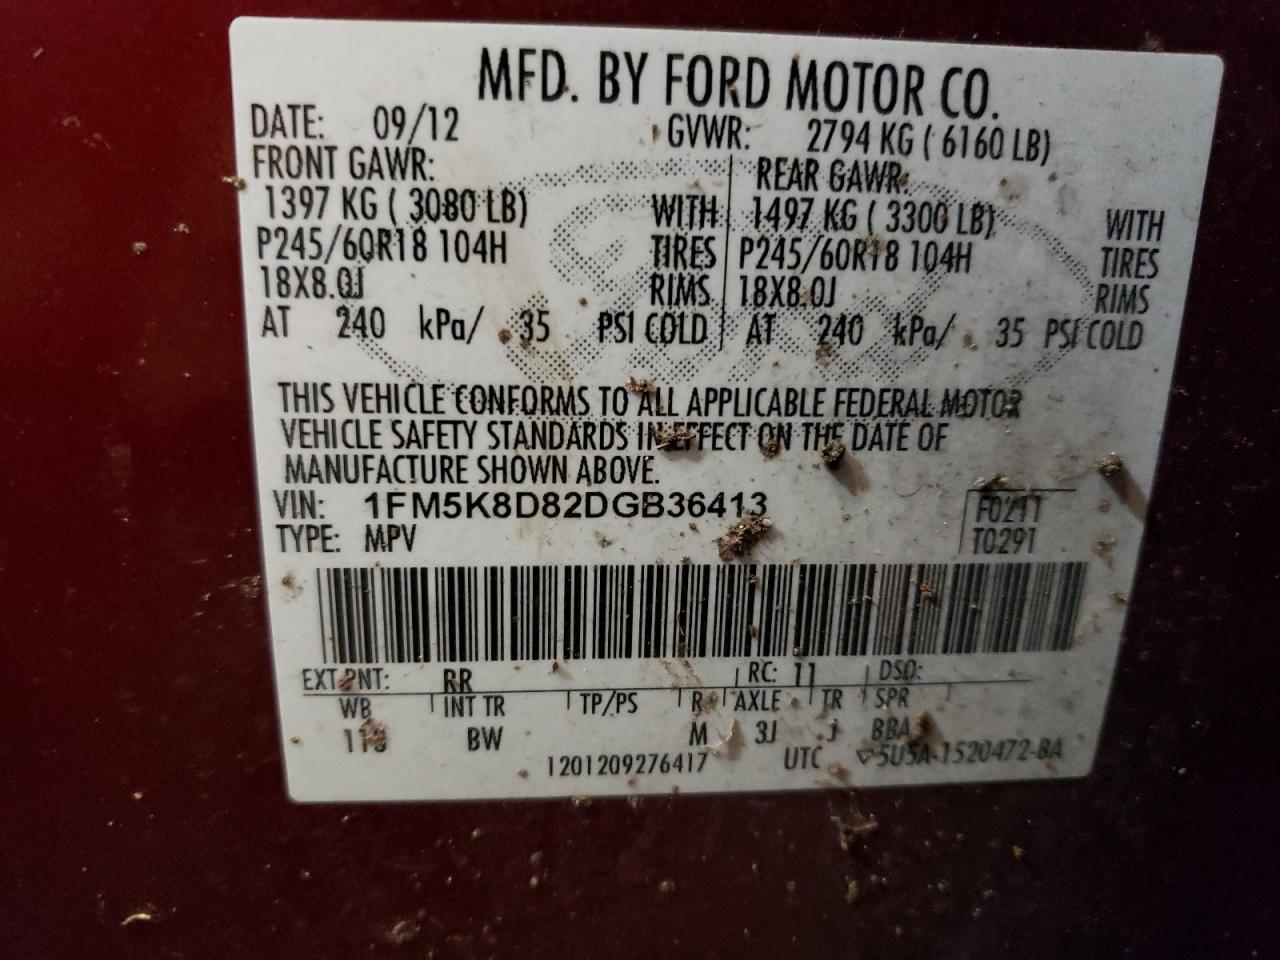 MFD. BY FORD MOTOR CO.
DATE: 09/12 GVWR: 2794 KG ( 6160 LB)
FRONT GAWR: REAR GAWR:
1397 KG ( 3080 LB) WITH 1497 KG ( 3300 LB) WITH
P245/60R18 104H TIRES P245/60R18 104H TIRES
18X8.0J RIMS 18X8.0J RIMS
AT 240 kPa/ 35 PSI COLD AT 240 kPa/ 35 PSI COLD
THIS VEHICLE CONFORMS TO ALL APPLICABLE FEDERAL MOTOR
VEHICLE SAFETY STANDARDS IN EFFECT ON THE DATE OF
MANUFACTURE SHOWN ABOVE.
VIN: 1FM5K8D82DGB36413 F0211
TYPE: MPV T0291
EXT PNT: RR RC: 11 DSO:
WB INT TR TP/PS R AXLE TR SPR
BW M 3J J BBA
1201209276417 UTC 5U5A-1520472-BA